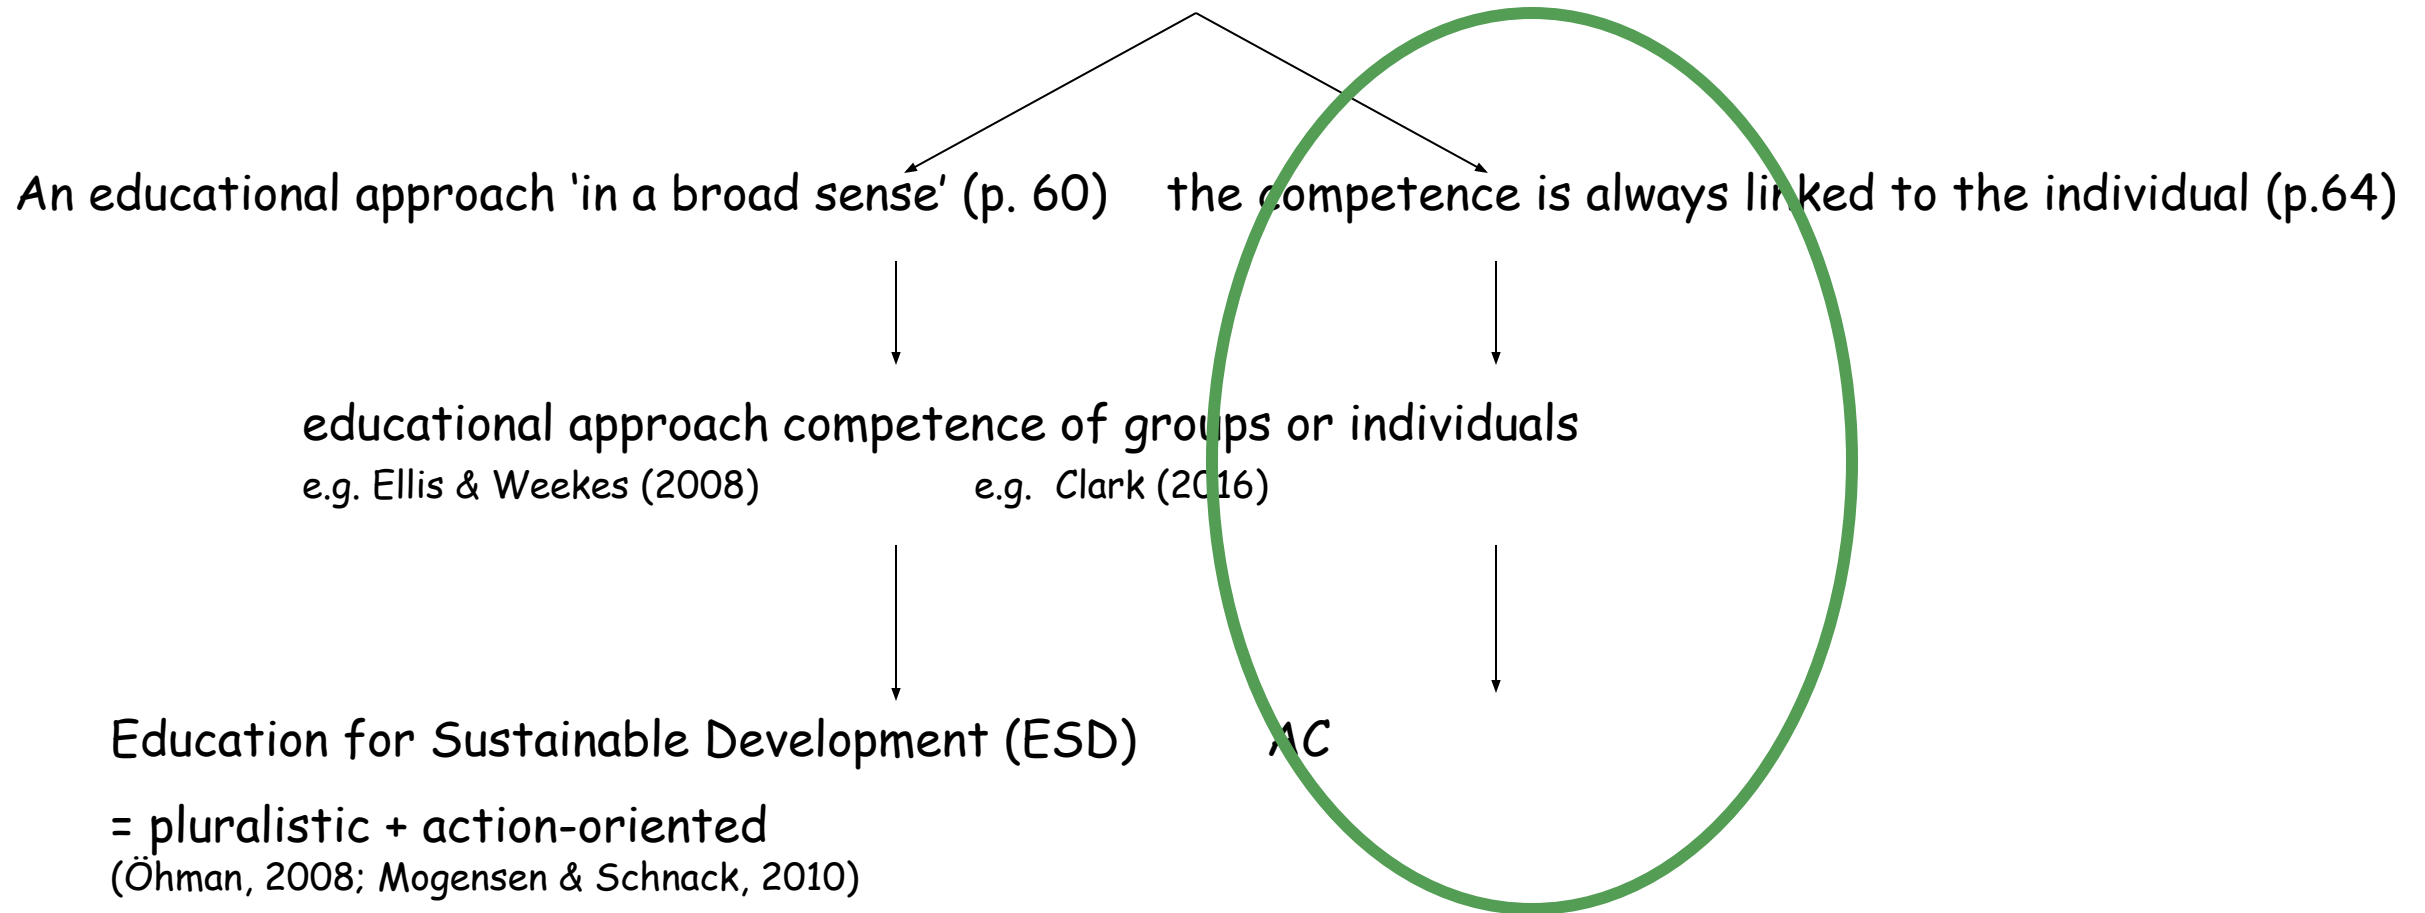 An educational approach ‘in a broad sense’ (p. 60) the competence is always linked to the individual (p.64)
educational approach competence of groups or individuals
e.g. Ellis & Weekes (2008) e.g. Clark (2016)
Education for Sustainable Development (ESD) AC
= pluralistic + action-oriented
(Öhman, 2008; Mogensen & Schnack, 2010)